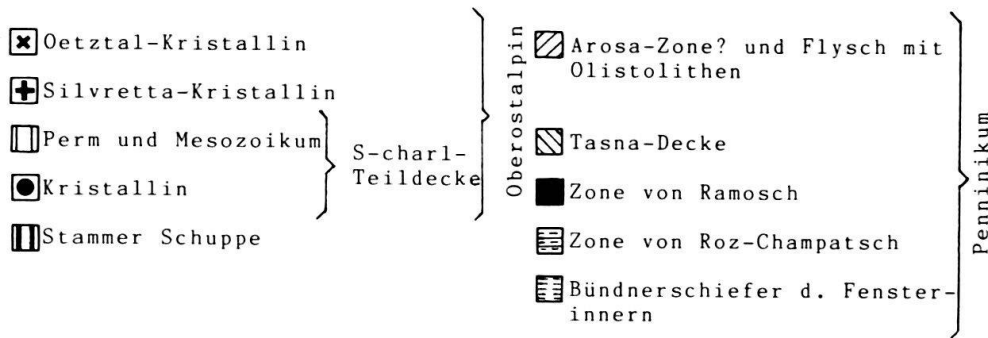 Oetztal-Kristallin
Silvretta-Kristallin
Perm und Mesozoikum
Kristallin
Stammer Schuppe
S-charl-
Teildecke
Oberostalpin
Arosa-Zone? und Flysch mit
Olistolithen
Tasna-Decke
Zone von Ramosch
Zone von Roz-Champatsch
Bündnerschiefer d. Fenster-
innern
Penninikum